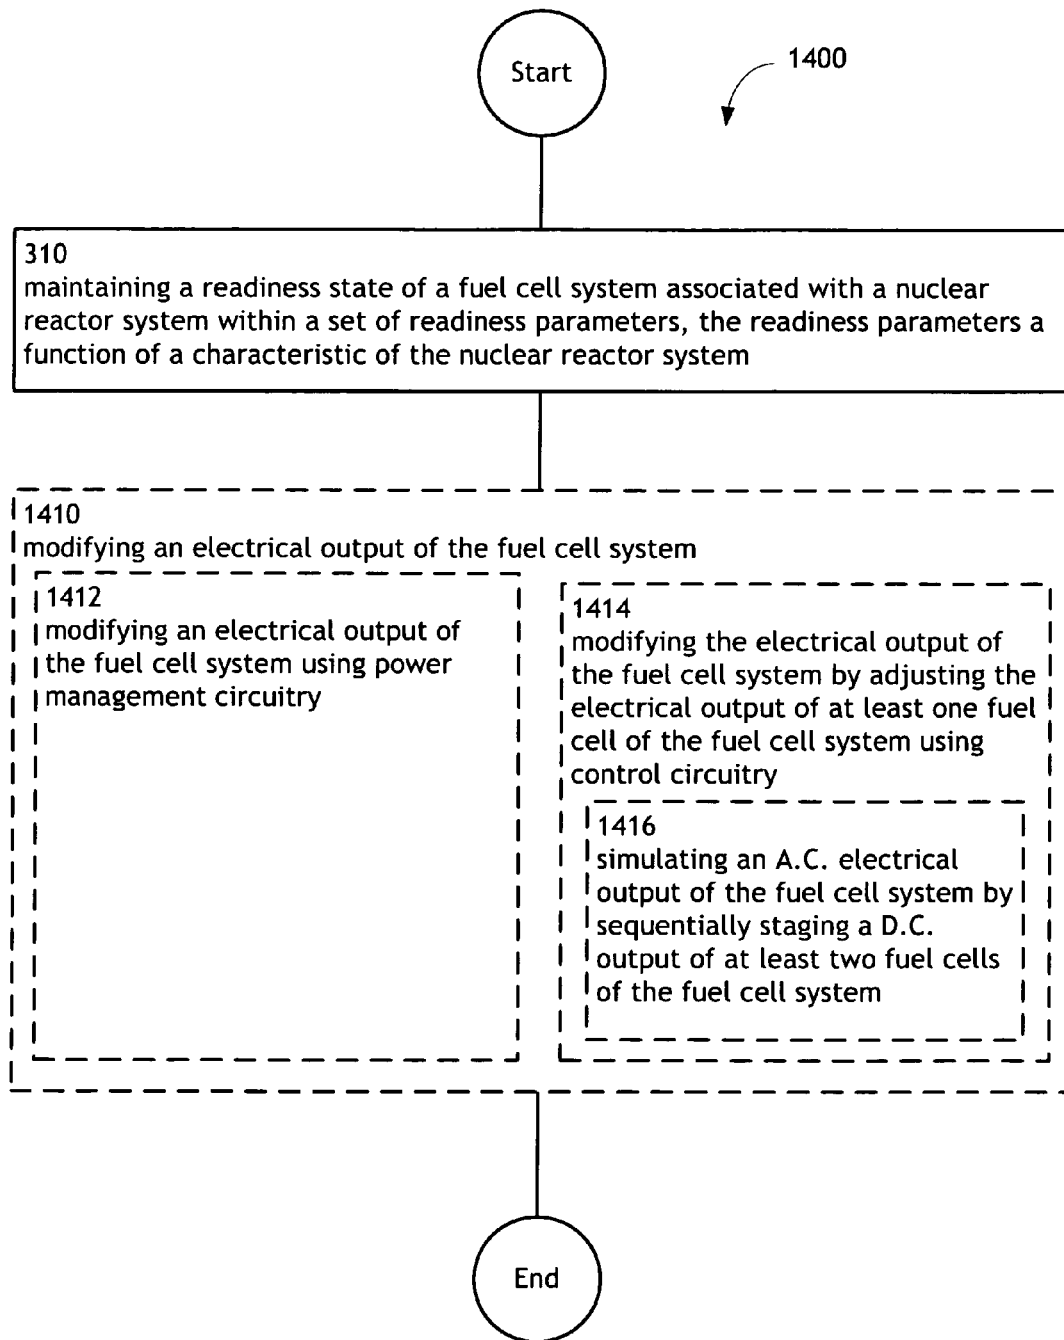 Start
1400
310
maintaining a readiness state of a fuel cell system associated with a nuclear
reactor system within a set of readiness parameters, the readiness parameters a
function of a characteristic of the nuclear reactor system
1410
modifying an electrical output of the fuel cell system
1412
modifying an electrical output of
the fuel cell system using power
management circuitry
1414
modifying the electrical output of
the fuel cell system by adjusting the
electrical output of at least one fuel
cell of the fuel cell system using
control circuitry
1416
simulating an A.C. electrical
output of the fuel cell system by
sequentially staging a D.C.
output of at least two fuel cells
of the fuel cell system
End